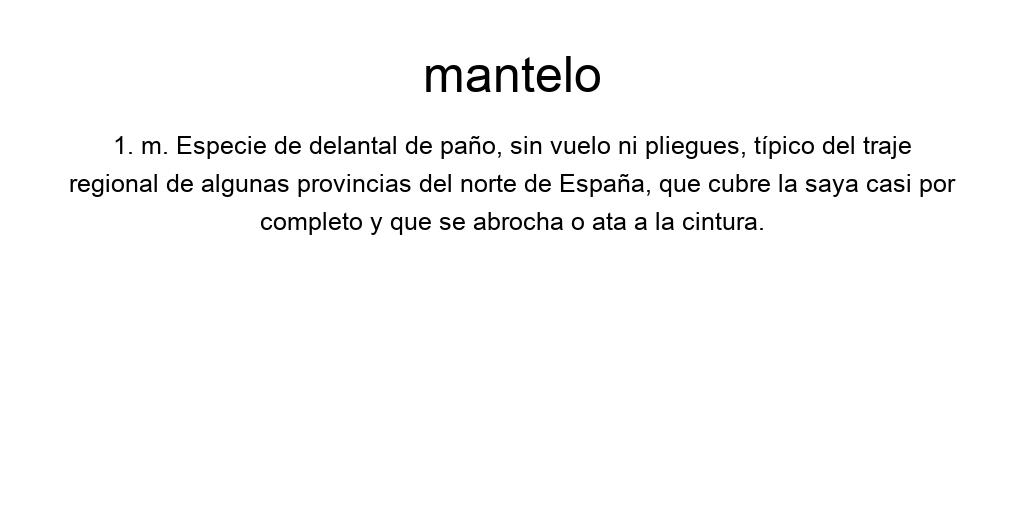 mantelo
1. m. Especie de delantal de paño, sin vuelo ni pliegues, típico del traje
regional de algunas provincias del norte de España, que cubre la saya casi por
completo y que se abrocha o ata a la cintura.